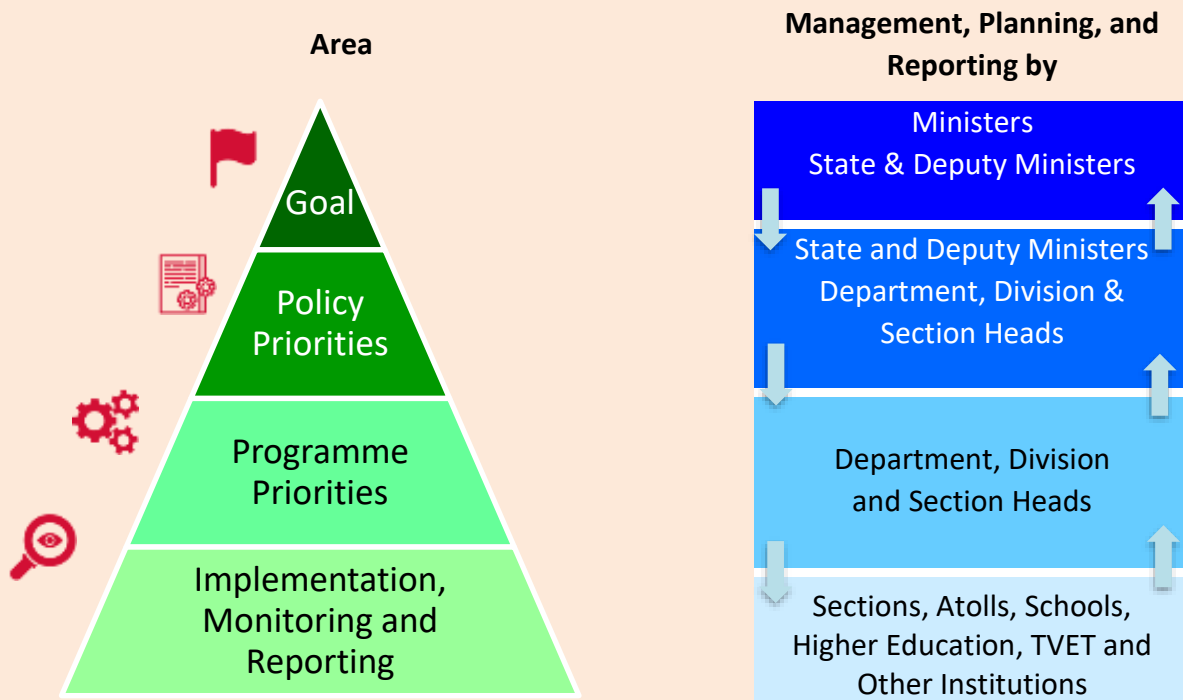 Area
Goal
Policy
Priorities
Programme
Priorities
Implementation,
Monitoring and
Reporting
Management, Planning, and
Reporting by
Ministers
State & Deputy Ministers
State and Deputy Ministers
Department, Division &
Section Heads
Department, Division
and Section Heads
Sections, Atolls, Schools,
Higher Education, TVET and
Other Institutions